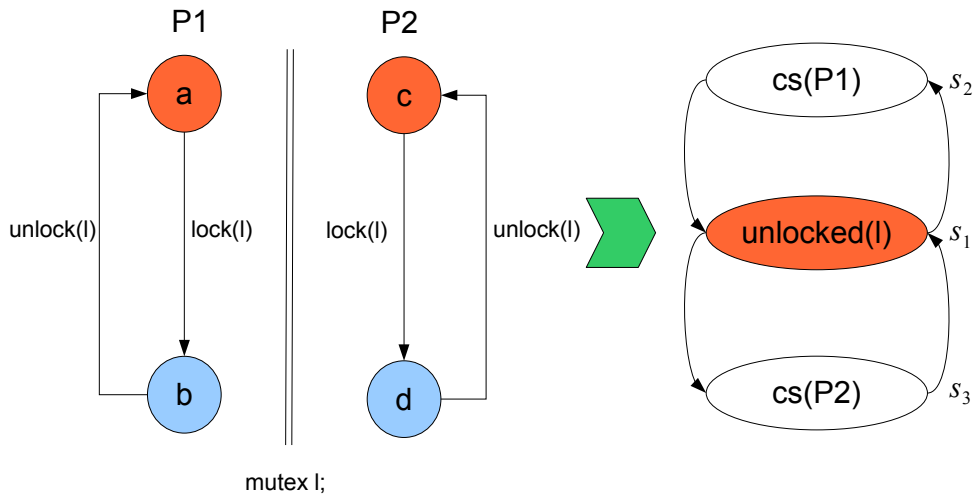 P1
P2
a
c
cs(P1)
s₂
unlock(l)
lock(l)
lock(l)
unlock(l)
unlocked(l)
s₁
b
d
cs(P2)
s₃
mutex l;